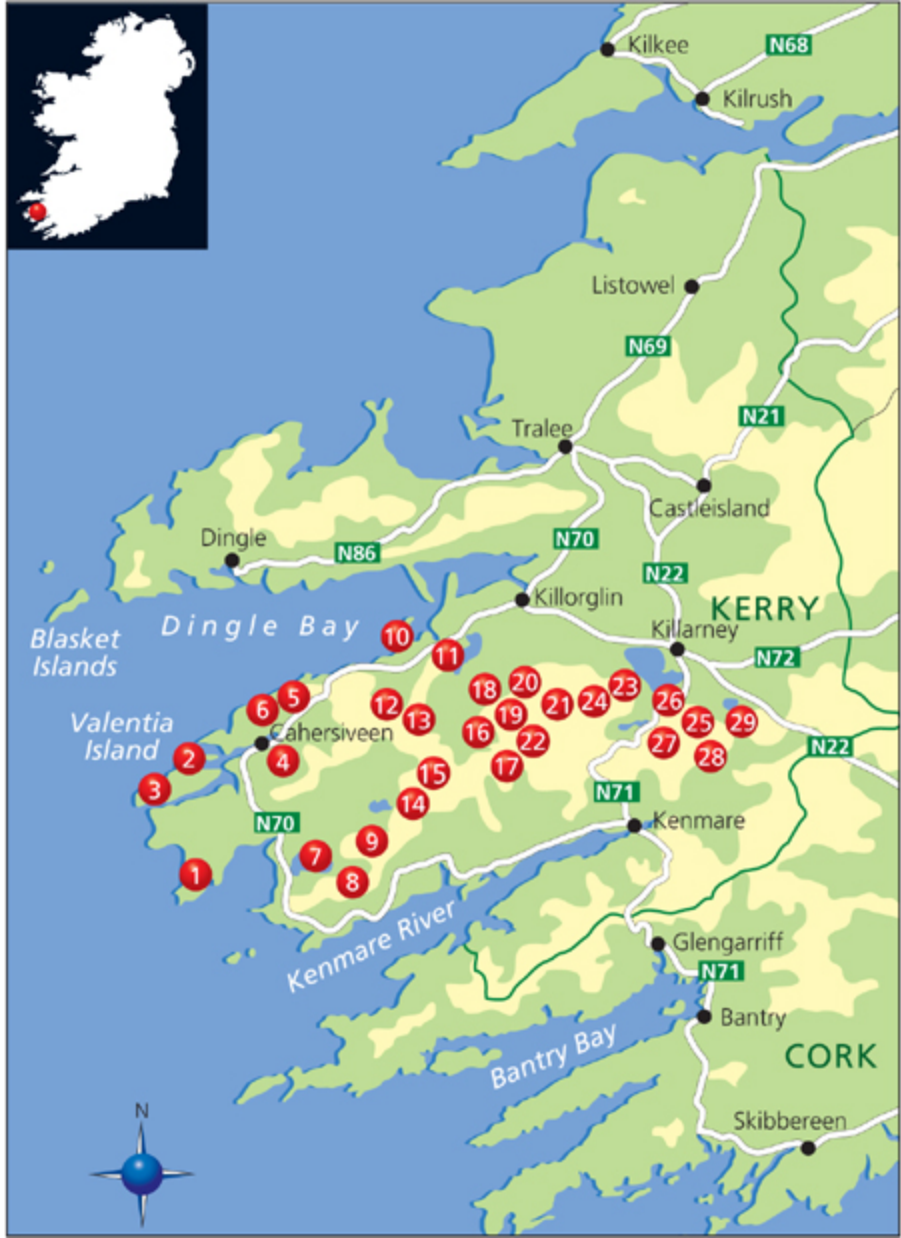 Kilkee
N68
Kilrush
Listowel
N69
N21
Tralee
Castleisland
Dingle
N86
N70
N22
Killorglin
KERRY
Blasket
Islands
Dingle Bay
Killarney
N72
10
11
Valentia
Island
6
5
12
13
18
20
19
16
21
24
23
22
17
26
25
29
27
28
N22
Cahersiveen
2
3
4
15
14
N71
N70
Kenmare
1
7
9
8
Kenmare River
Glengarriff
N71
Bantry
Bantry Bay
CORK
N
Skibbereen